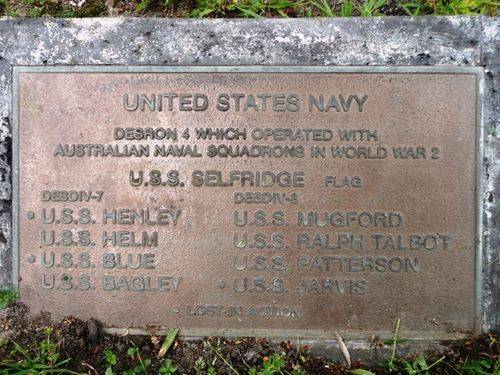 UNITED STATES NAVY
DESRON 4 WHICH OPERATED WITH
AUSTRALIAN NAVAL SQUADRONS IN WORLD WAR 2
U.S.S. SELFRIDGE FLAG
DESDIV-7 DESDIV-8
• U.S.S. HENLEY U.S.S. MUGFORD
U.S.S. HELM U.S.S. RALPH TALBOT
• U.S.S. BLUE U.S.S. PATTERSON
U.S.S. BAGLEY • U.S.S. JARVIS
• LOST IN ACTION